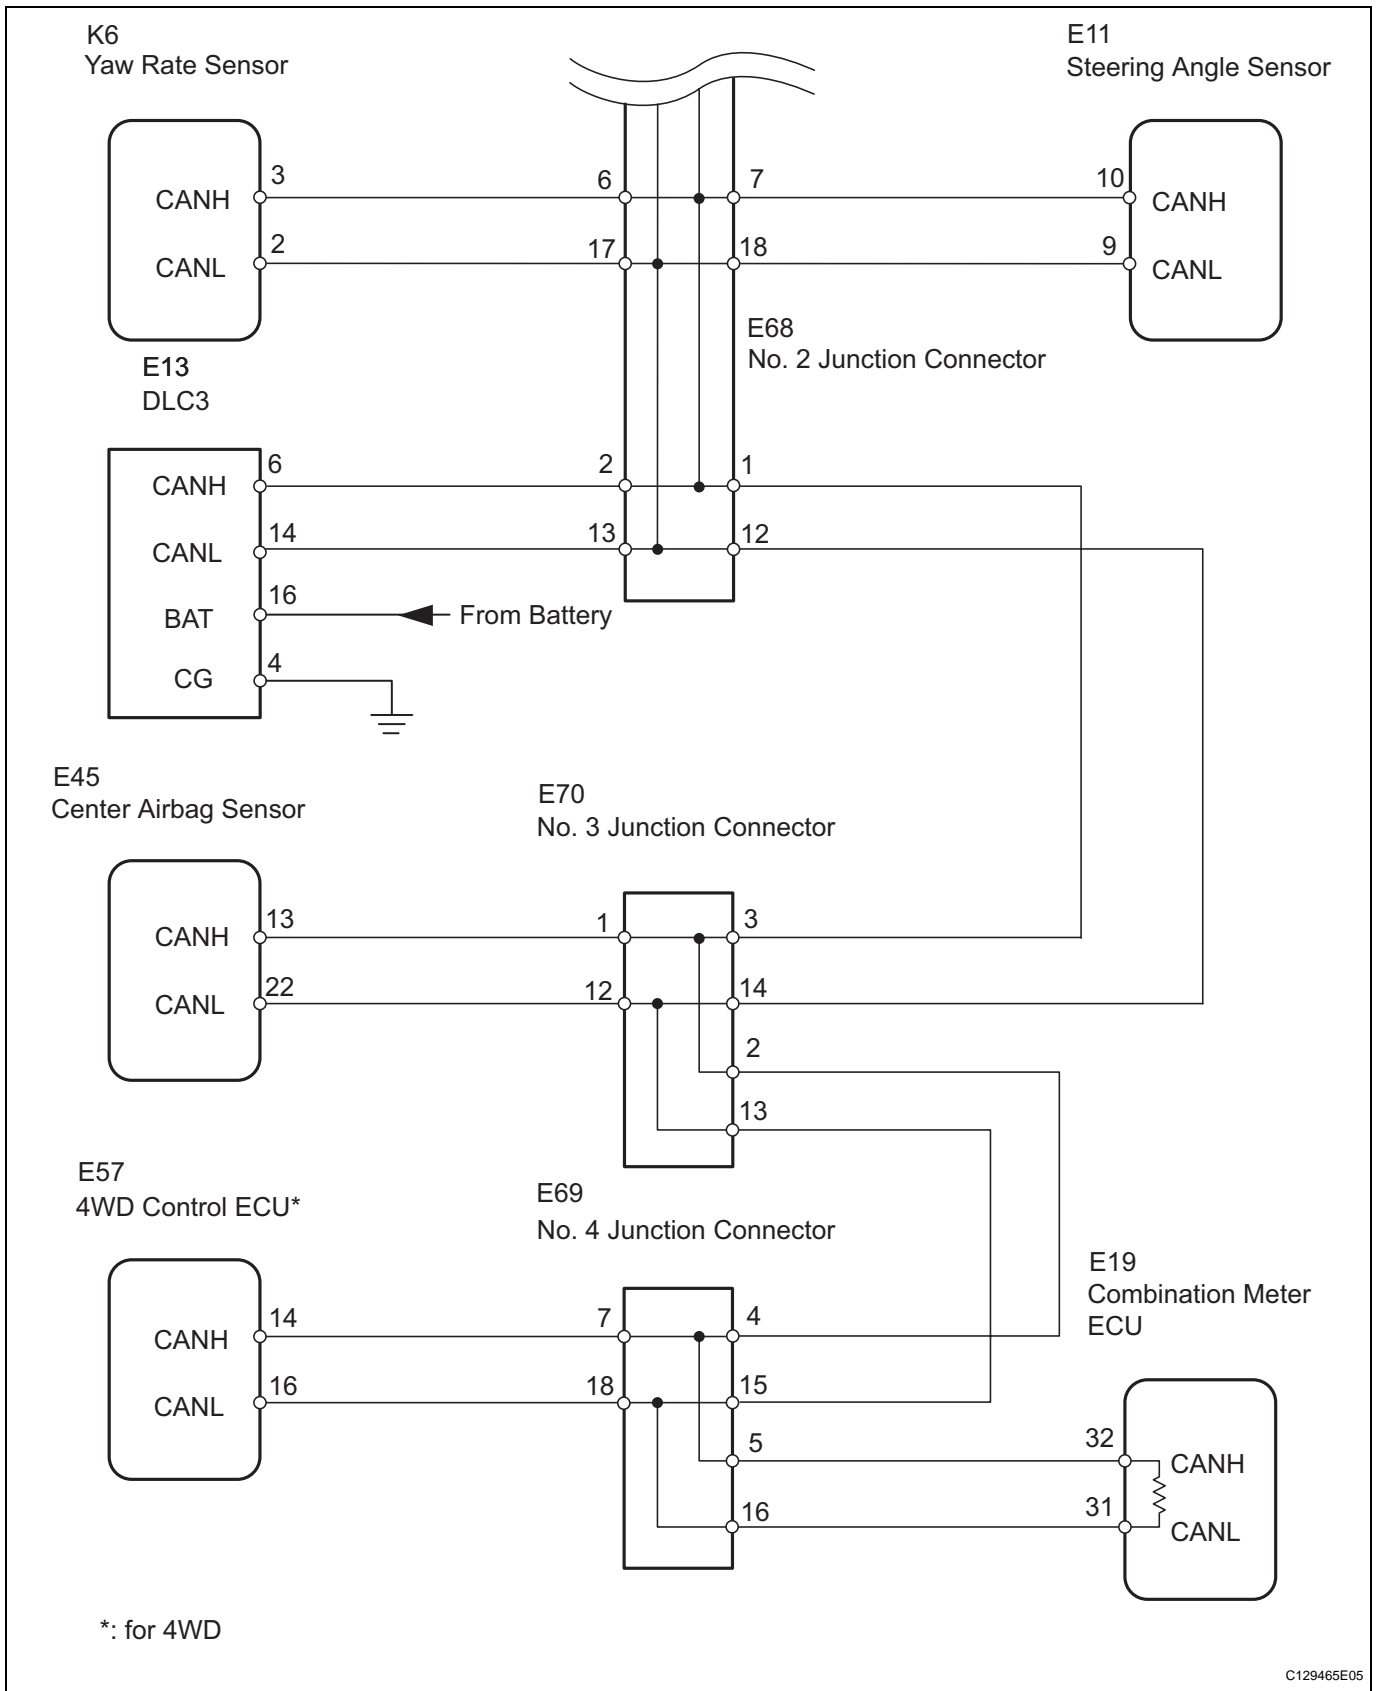 K6
Yaw Rate Sensor
E11
Steering Angle Sensor
3
6
7
10
CANH
CANH
2
17
18
9
CANL
CANL
E68
No. 2 Junction Connector
E13
DLC3
6
2
1
CANH
14
13
12
CANL
16
BAT
From Battery
4
CG
E45
Center Airbag Sensor
E70
No. 3 Junction Connector
13
1
3
CANH
22
12
14
CANL
2
13
E57
4WD Control ECU*
E69
No. 4 Junction Connector
E19
Combination Meter
ECU
14
7
4
CANH
16
18
15
CANL
5
32
CANH
16
31
CANL
*: for 4WD
C129465E05